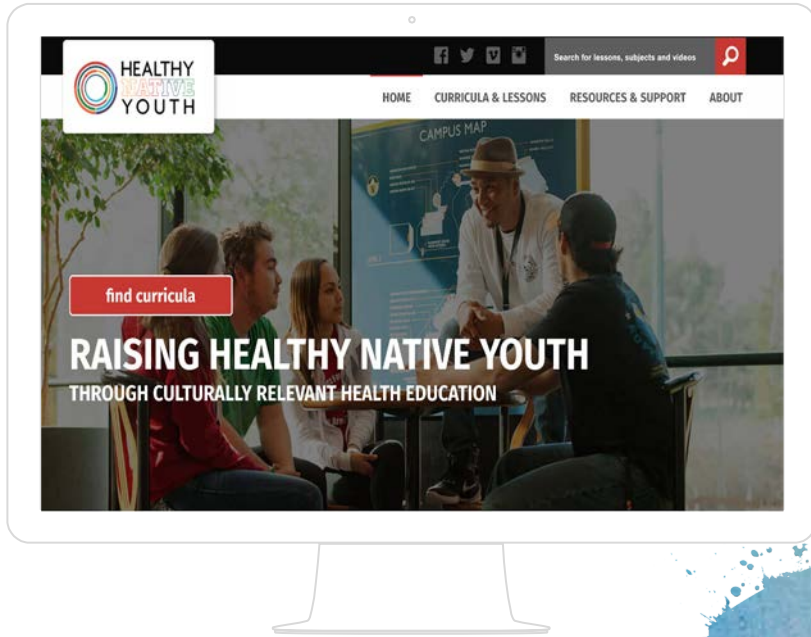 HEALTHY
NATIVE
YOUTH
Search for lessons, subjects and videos
HOME CURRICULA & LESSONS RESOURCES & SUPPORT ABOUT
CAMPUS MAP
find curricula
RAISING HEALTHY NATIVE YOUTH
THROUGH CULTURALLY RELEVANT HEALTH EDUCATION